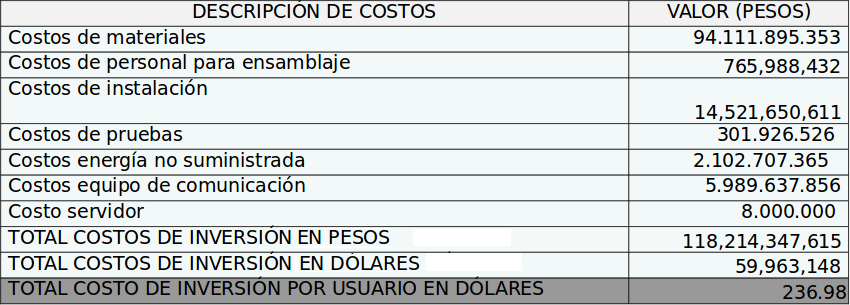 DESCRIPCIÓN DE COSTOS VALOR (PESOS)
Costos de materiales 94.111.895.353
Costos de personal para ensamblaje 765,988,432
Costos de instalación 14,521,650,611
Costos de pruebas 301.926.526
Costos energía no suministrada 2.102.707.365
Costos equipo de comunicación 5.989.637.856
Costo servidor 8.000.000
TOTAL COSTOS DE INVERSIÓN EN PESOS 118,214,347,615
TOTAL COSTOS DE INVERSIÓN EN DÓLARES 59,963,148
TOTAL COSTO DE INVERSIÓN POR USUARIO EN DÓLARES 236.98